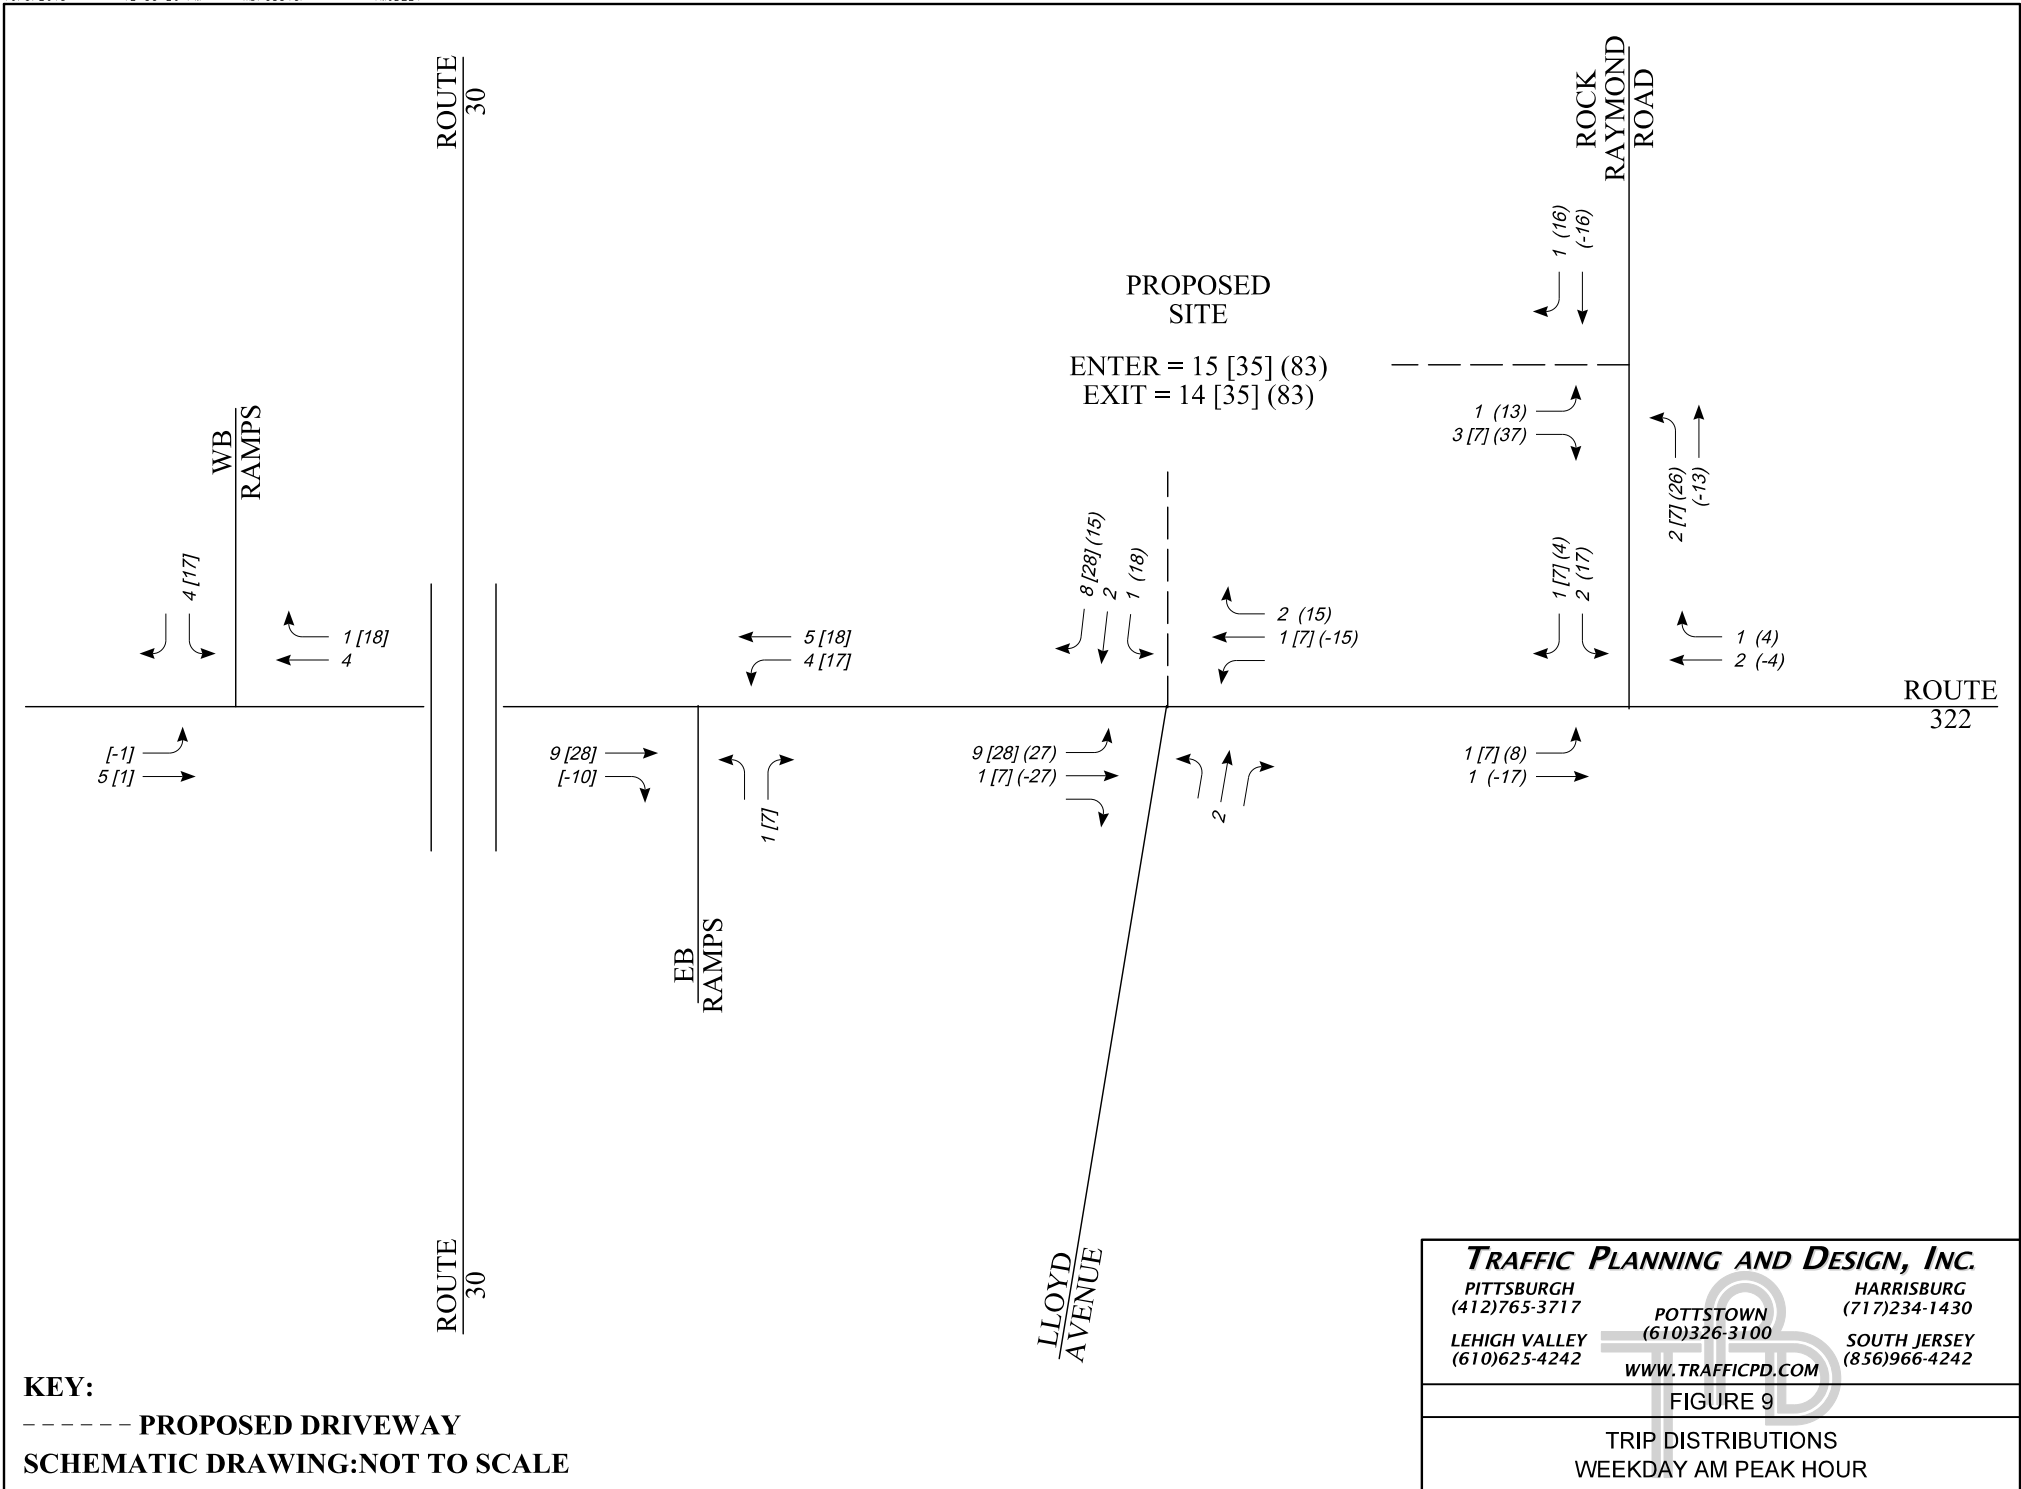 ROUTE
30
ROCK
RAYMOND
ROAD
1 (16)
(-16)
PROPOSED
SITE
ENTER = 15 [35] (83)
EXIT = 14 [35] (83)
1 (13)
3 [7] (37)
2 [7] (26)
(-13)
WB
RAMPS
4 [17]
1 [18]
4
5 [18]
4 [17]
8 [28] (15)
2
1 (18)
2 (15)
1 [7] (-15)
1 [7] (4)
2 (17)
1 (4)
2 (-4)
ROUTE
322
[-1]
5 [1]
9 [28]
[-10]
1 [7]
9 [28] (27)
1 [7] (-27)
2
1 [7] (8)
1 (-17)
EB
RAMPS
ROUTE
30
LLOYD
AVENUE
KEY:
------ PROPOSED DRIVEWAY
SCHEMATIC DRAWING:NOT TO SCALE
TRAFFIC PLANNING AND DESIGN, INC.
PITTSBURGH
(412)765-3717
HARRISBURG
(717)234-1430
POTTSTOWN
(610)326-3100
LEHIGH VALLEY
(610)625-4242
SOUTH JERSEY
(856)966-4242
WWW.TRAFFICPD.COM
FIGURE 9
TRIP DISTRIBUTIONS
WEEKDAY AM PEAK HOUR